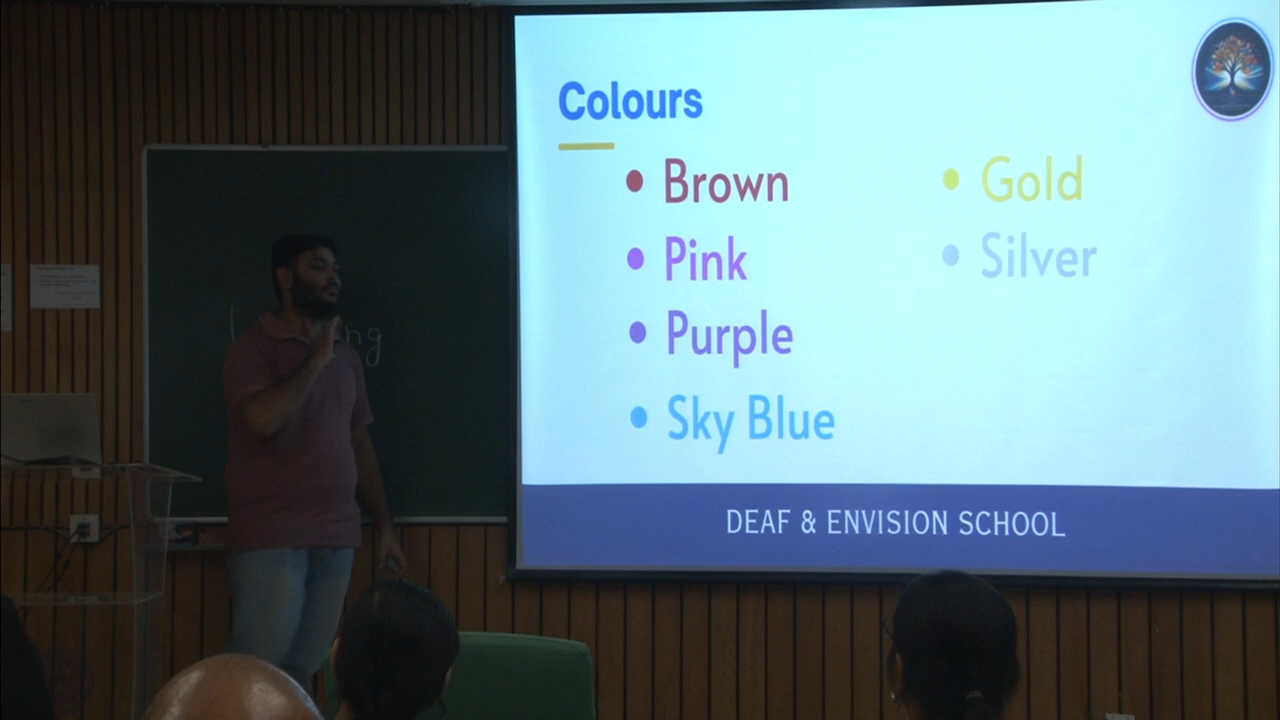 Colours
• Brown
• Pink
• Purple
• Sky Blue
• Gold
• Silver
DEAF & ENVISION SCHOOL